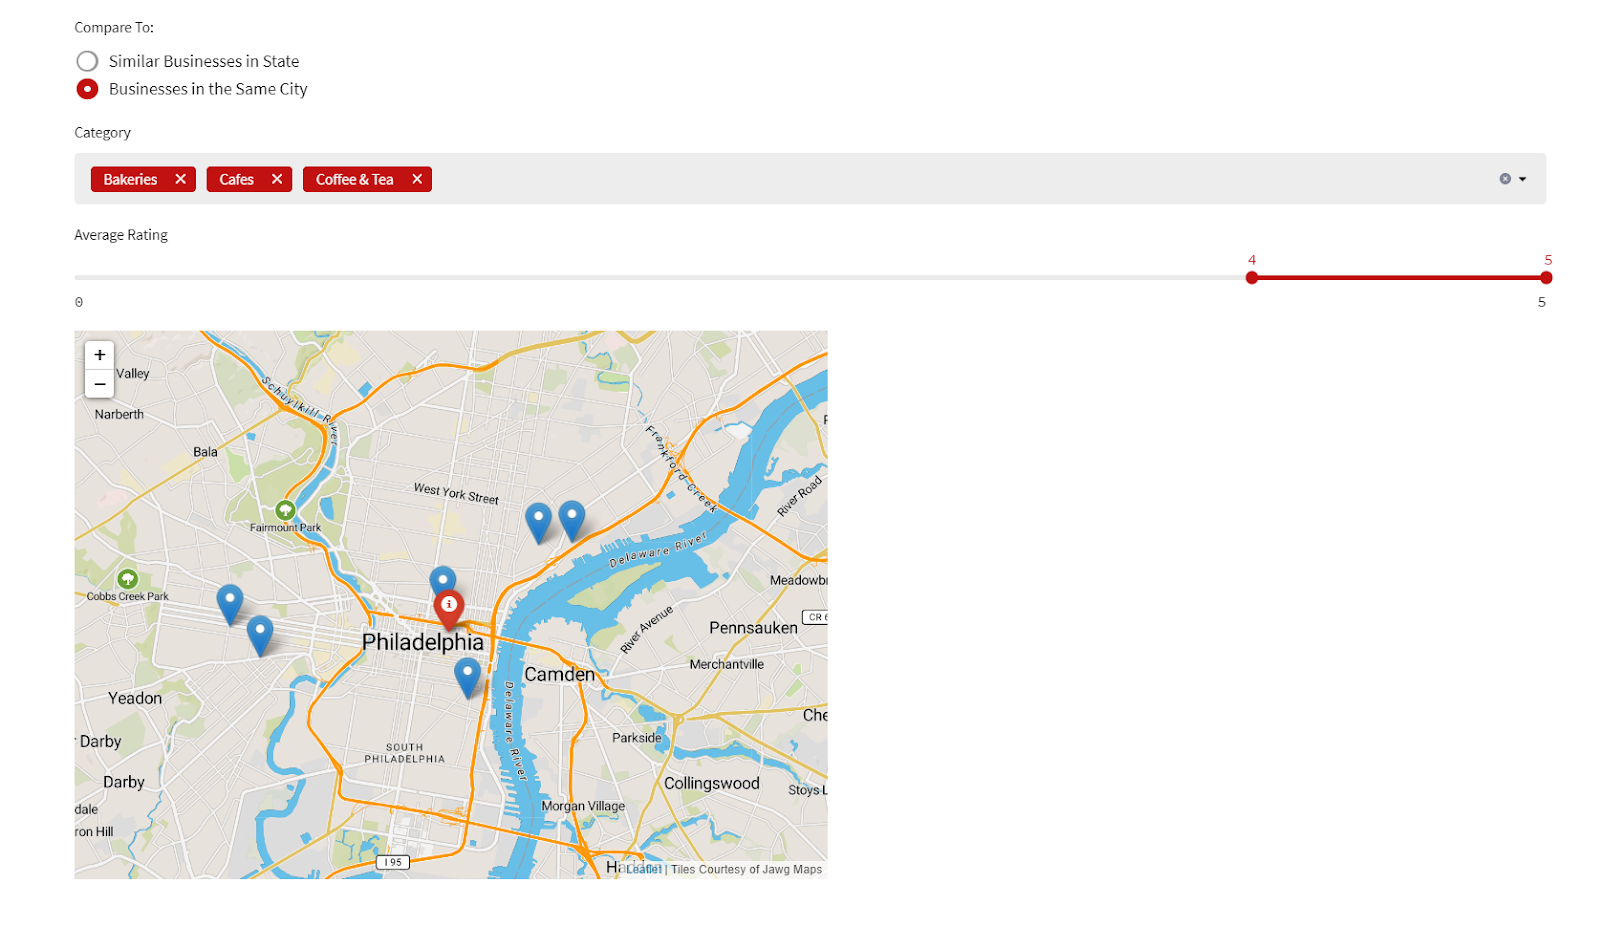 Compare To:
Similar Businesses in State
Businesses in the Same City
Category
Bakeries
Cafes
Coffee & Tea
Average Rating
4
5
0
5
+
−
Valley
Narberth
Schuylkill River
Bala
Frankford Creek
River Road
West York Street
Fairmount Park
Delaware River
Cobbs Creek Park
Meadowbr
CR 6
River Avenue
Pennsauken
Philadelphia
Merchantville
Camden
Yeadon
Delaware River
Che
Parkside
Darby
SOUTH
PHILADELPHIA
Darby
Collingswood
Stoys L
dale
Morgan Village
ron Hill
I 95
Leaflet | Tiles Courtesy of Jawg Maps